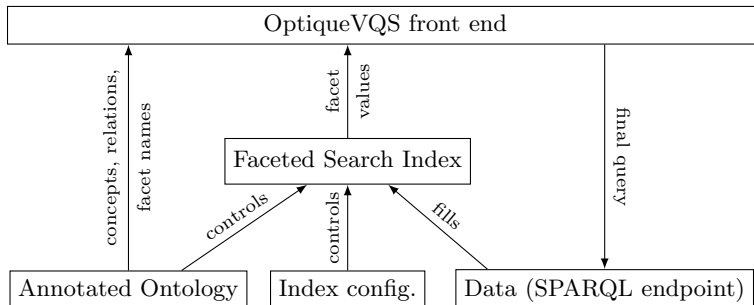 OptiqueVQS front end
concepts, relations,
facet names
facet
values
final query
Faceted Search Index
controls
controls
fills
Annotated Ontology
Index config.
Data (SPARQL endpoint)